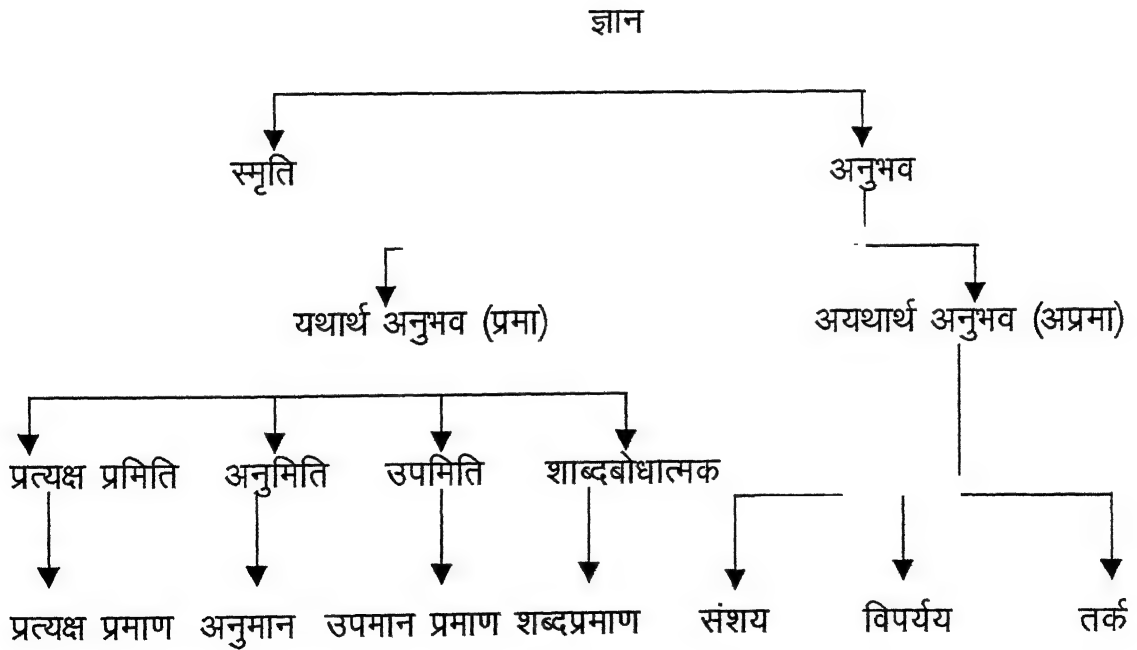 ज्ञान
स्मृति अनुभव
यथार्थ अनुभव (प्रमा) अयथार्थ अनुभव (अप्रमा)
प्रत्यक्ष प्रमिति अनुमिति उपमिति शाब्दबोधात्मक
प्रत्यक्ष प्रमाण अनुमान उपमान प्रमाण शब्दप्रमाण संशय विपर्यय तर्क